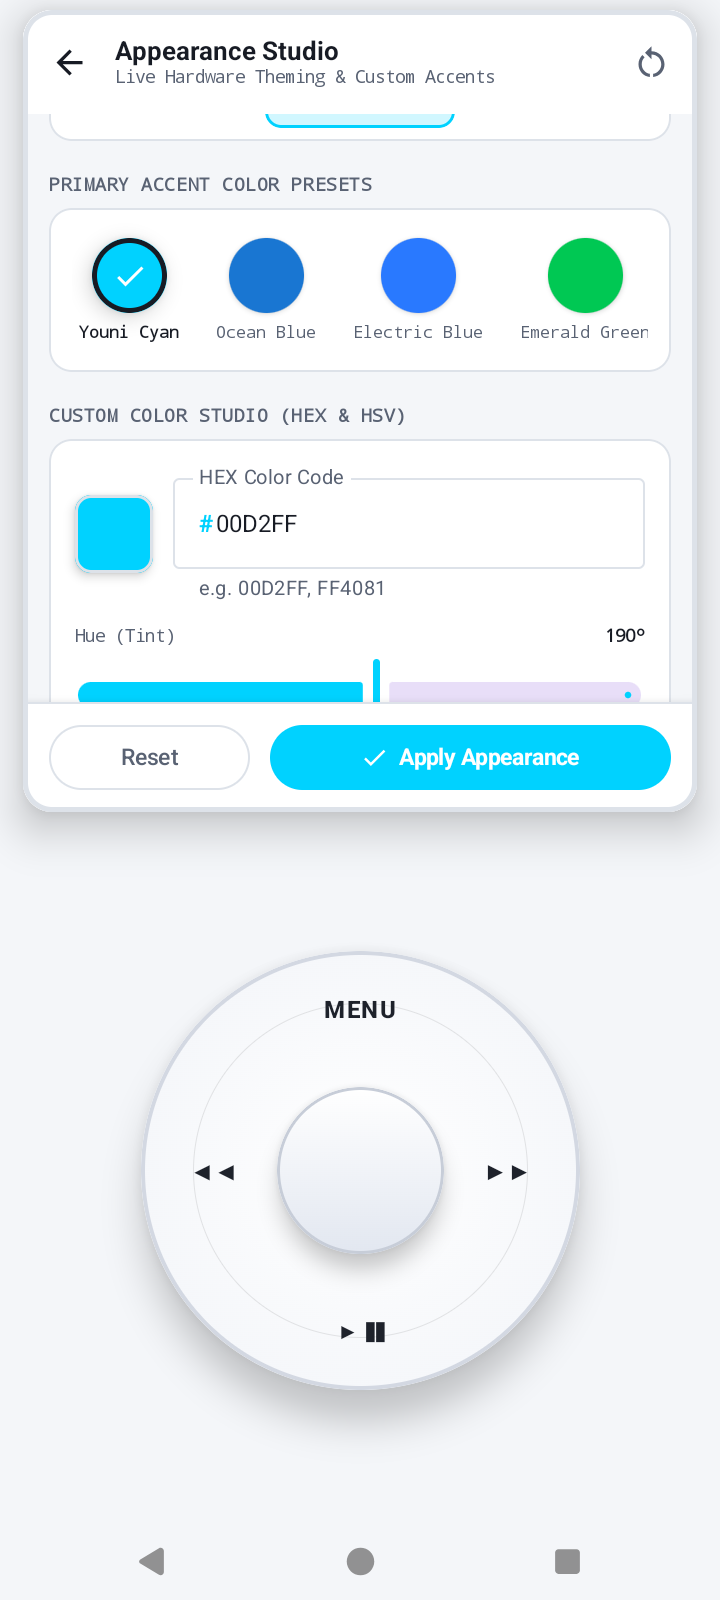 Appearance Studio
Live Hardware Theming & Custom Accents
PRIMARY ACCENT COLOR PRESETS
Youni Cyan
Ocean Blue
Electric Blue
Emerald Green
CUSTOM COLOR STUDIO (HEX & HSV)
HEX Color Code
#00D2FF
e.g. 00D2FF, FF4081
Hue (Tint)
190°
Reset
Apply Appearance
MENU